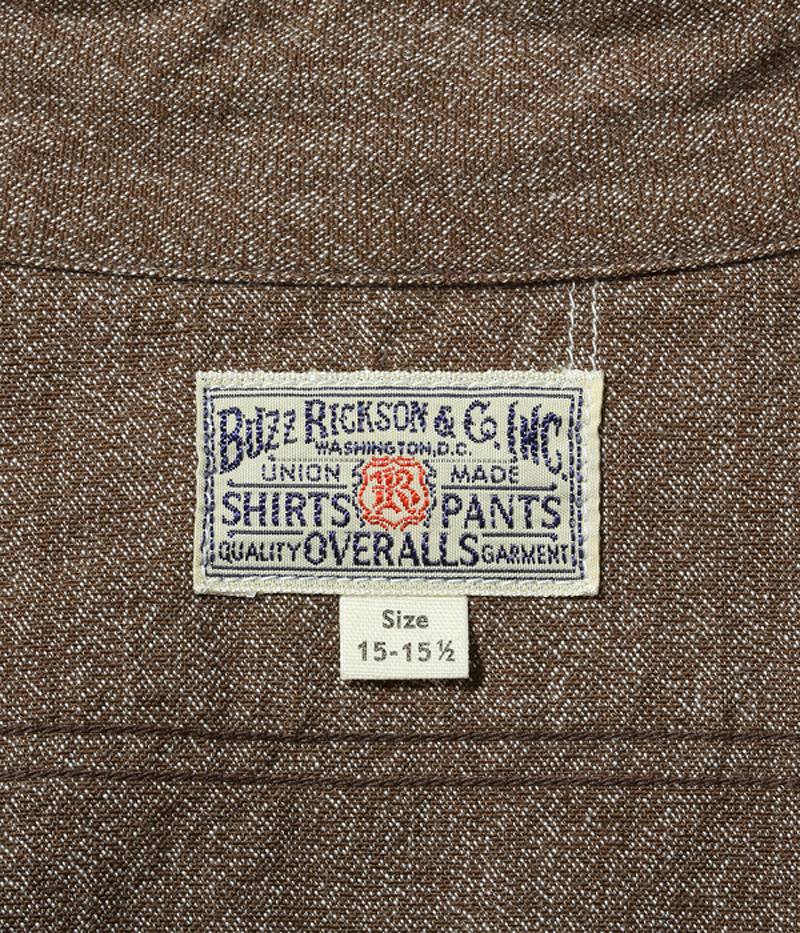 BUZZ RICKSON & CO. INC.
WASHINGTON, D.C.
UNION MADE
R
SHIRTS PANTS
QUALITY OVERALLS GARMENT
Size
15-15½